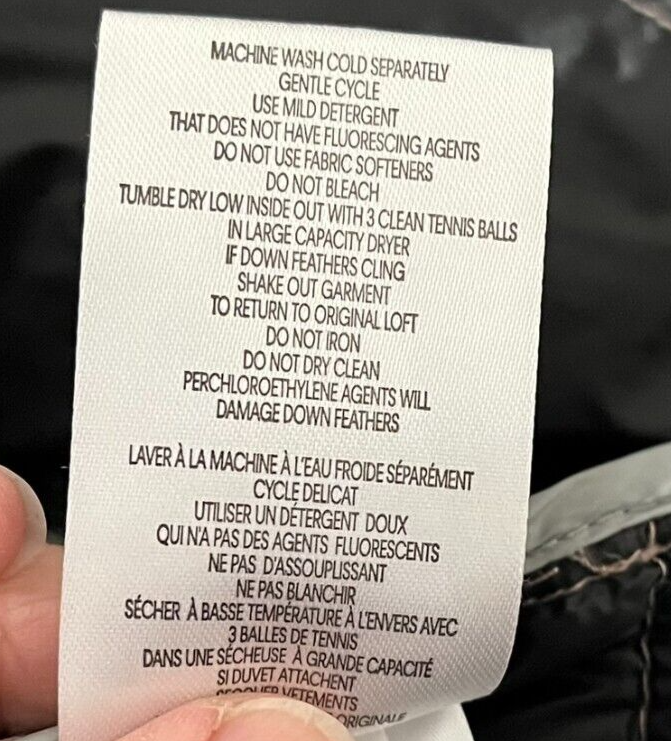 MACHINE WASH COLD SEPARATELY
GENTLE CYCLE
USE MILD DETERGENT
THAT DOES NOT HAVE FLUORESCING AGENTS
DO NOT USE FABRIC SOFTENERS
DO NOT BLEACH
TUMBLE DRY LOW INSIDE OUT WITH 3 CLEAN TENNIS BALLS
IN LARGE CAPACITY DRYER
IF DOWN FEATHERS CLING
SHAKE OUT GARMENT
TO RETURN TO ORIGINAL LOFT
DO NOT IRON
DO NOT DRY CLEAN
PERCHLOROETHYLENE AGENTS WILL
DAMAGE DOWN FEATHERS
LAVER À LA MACHINE À L'EAU FROIDE SÉPARÉMENT
CYCLE DELICAT
UTILISER UN DÉTERGENT DOUX
QUI N'A PAS DES AGENTS FLUORESCENTS
NE PAS D'ASSOUPLISSANT
NE PAS BLANCHIR
SÉCHER À BASSE TEMPÉRATURE À L'ENVERS AVEC
3 BALLES DE TENNIS
DANS UNE SÉCHEUSE À GRANDE CAPACITÉ
SI DUVET ATTACHENT
VETEMENTS
ORIGINALE